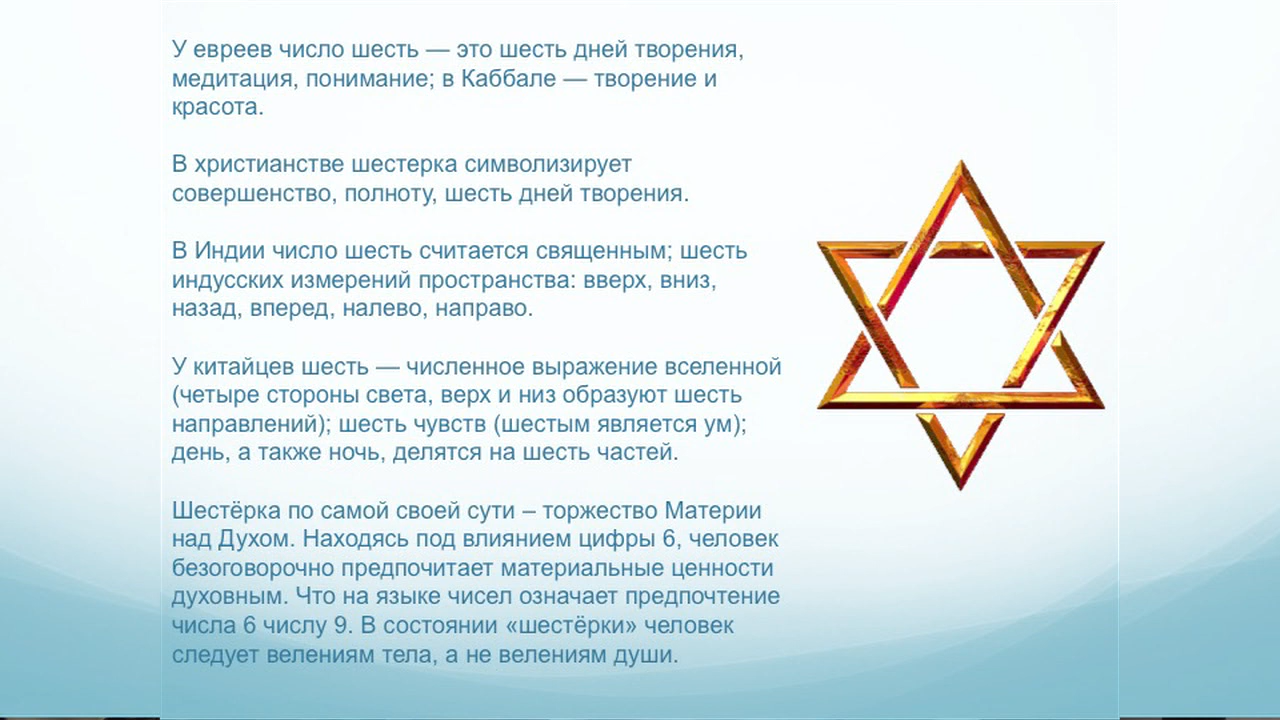 У евреев число шесть — это шесть дней творения,
медитация, понимание; в Каббале — творение и
красота.
В христианстве шестерка символизирует
совершенство, полноту, шесть дней творения.
В Индии число шесть считается священным; шесть
индусских измерений пространства: вверх, вниз,
назад, вперед, налево, направо.
У китайцев шесть — численное выражение вселенной
(четыре стороны света, верх и низ образуют шесть
направлений); шесть чувств (шестым является ум);
день, а также ночь, делятся на шесть частей.
Шестёрка по самой своей сути – торжество Материи
над Духом. Находясь под влиянием цифры 6, человек
безоговорочно предпочитает материальные ценности
духовным. Что на языке чисел означает предпочтение
числа 6 числу 9. В состоянии «шестёрки» человек
следует велениям тела, а не велениям души.